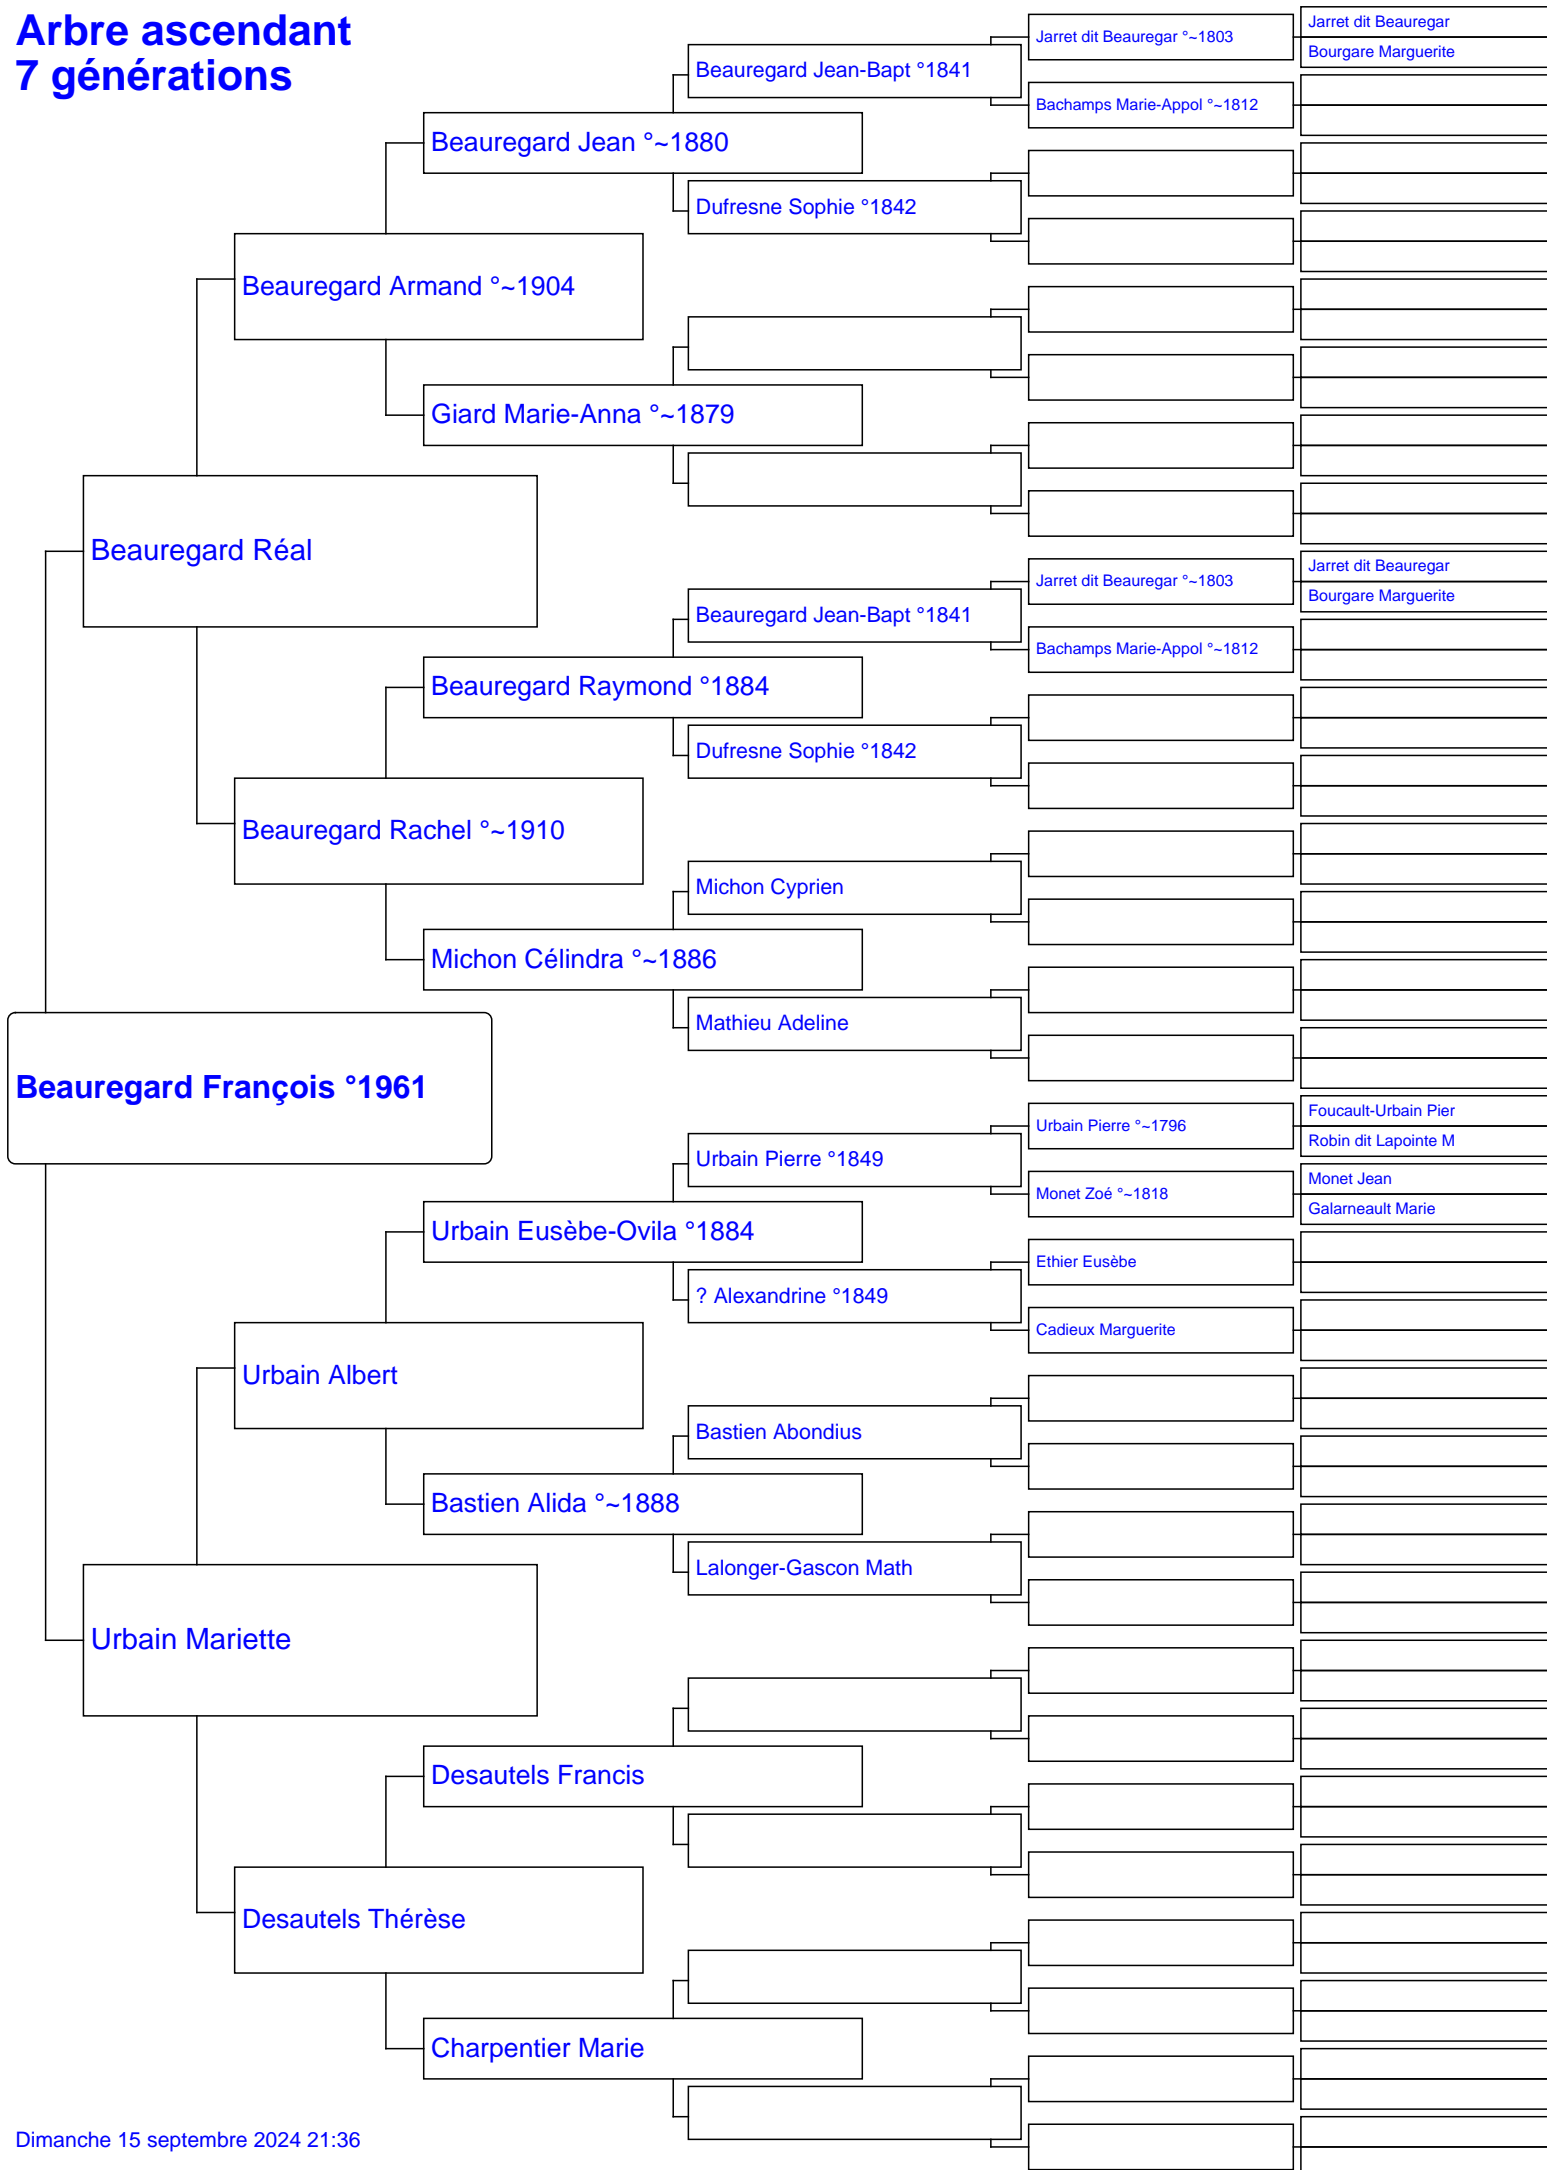 Arbre ascendant
7 générations
Jarret dit Beauregar °~1803
Jarret dit Beauregar
Bourgare Marguerite
Beauregard Jean-Bapt °1841
Bachamps Marie-Appol °~1812
Beauregard Jean °~1880
Dufresne Sophie °1842
Beauregard Armand °~1904
Giard Marie-Anna °~1879
Beauregard Réal
Jarret dit Beauregar °~1803
Jarret dit Beauregar
Bourgare Marguerite
Beauregard Jean-Bapt °1841
Bachamps Marie-Appol °~1812
Beauregard Raymond °1884
Dufresne Sophie °1842
Beauregard Rachel °~1910
Michon Cyprien
Michon Célindra °~1886
Mathieu Adeline
Beauregard François °1961
Urbain Pierre °~1796
Foucault-Urbain Pier
Robin dit Lapointe M
Urbain Pierre °1849
Monet Zoé °~1818
Monet Jean
Galarneault Marie
Urbain Eusèbe-Ovila °1884
Ethier Eusèbe
? Alexandrine °1849
Cadieux Marguerite
Urbain Albert
Bastien Abondius
Bastien Alida °~1888
Lalonger-Gascon Math
Urbain Mariette
Desautels Francis
Desautels Thérèse
Charpentier Marie
Dimanche 15 septembre 2024 21:36